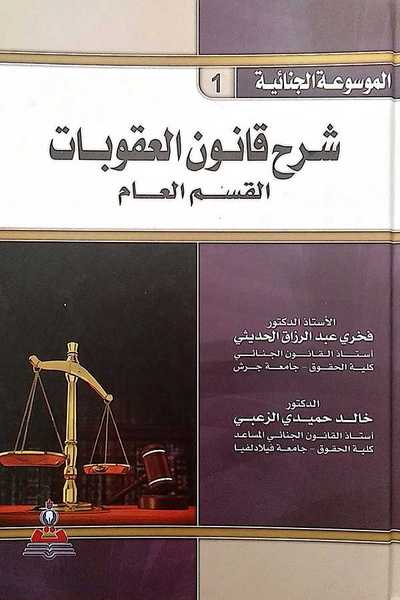 الموسوعة الجنائية 1
شرح قانون العقوبات
القسم العام
الأستاذ الدكتور
فخري عبد الرزاق الحديثي
أستاذ القانون الجنائي
كلية الحقوق - جامعة جرش
الدكتور
خالد حميدي الزعبي
أستاذ القانون الجنائي المساعد
كلية الحقوق - جامعة فيلادلفيا